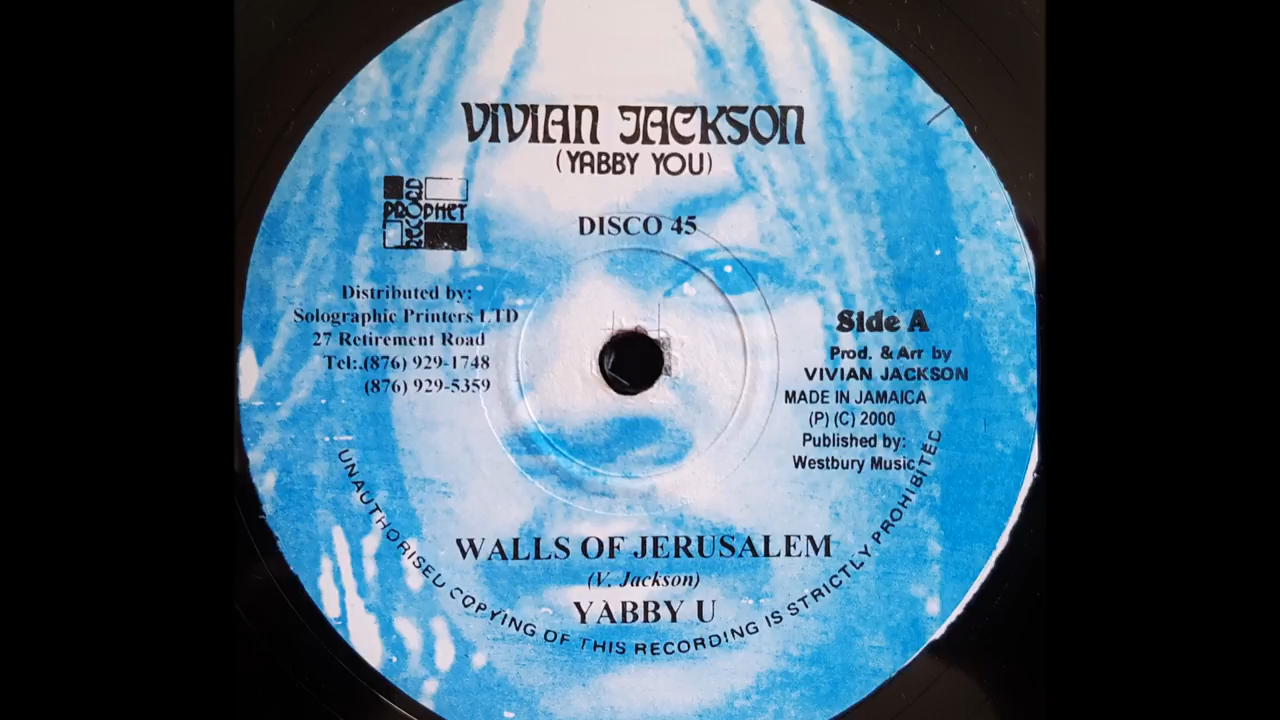 VIVIAN JACKSON
(YABBY YOU)
PROPHET
RECORD
DISCO 45
Distributed by:
Solographic Printers LTD
27 Retirement Road
Tel:.(876) 929-1748
(876) 929-5359
Side A
Prod. & Arr by
VIVIAN JACKSON
MADE IN JAMAICA
(P) (C) 2000
Published by:
Westbury Music
WALLS OF JERUSALEM
(V. Jackson)
YABBY U
UNAUTHORISED COPYING OF THIS RECORDING IS STRICTLY PROHIBITED